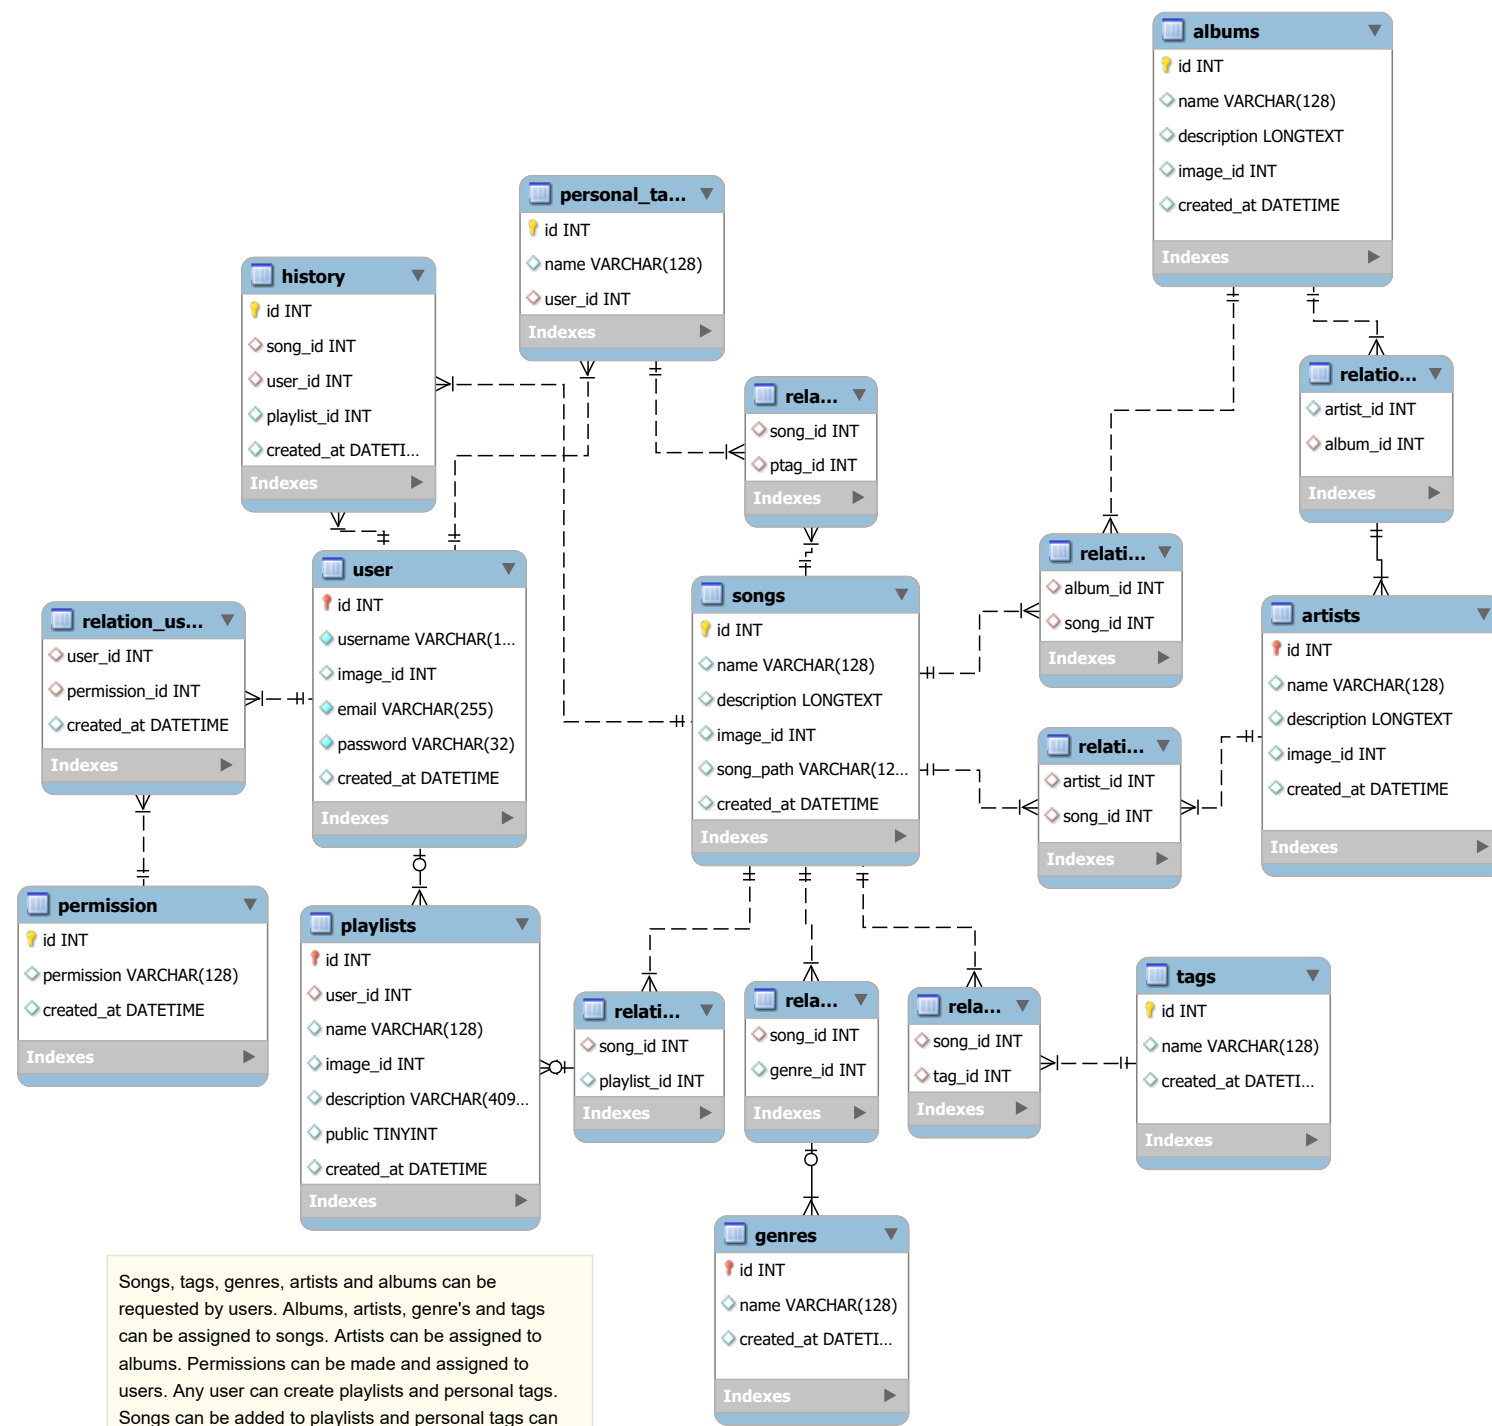 albums
id INT
name VARCHAR(128)
description LONGTEXT
image_id INT
created_at DATETIME
Indexes
personal_ta...
id INT
name VARCHAR(128)
user_id INT
Indexes
history
id INT
song_id INT
user_id INT
playlist_id INT
created_at DATETI...
Indexes
rela...
song_id INT
ptag_id INT
Indexes
relatio...
artist_id INT
album_id INT
Indexes
relati...
album_id INT
song_id INT
Indexes
user
id INT
username VARCHAR(1...
image_id INT
email VARCHAR(255)
password VARCHAR(32)
created_at DATETIME
Indexes
songs
id INT
name VARCHAR(128)
description LONGTEXT
image_id INT
song_path VARCHAR(12...
created_at DATETIME
Indexes
relation_us...
user_id INT
permission_id INT
created_at DATETIME
Indexes
artists
id INT
name VARCHAR(128)
description LONGTEXT
image_id INT
created_at DATETIME
Indexes
relati...
artist_id INT
song_id INT
Indexes
permission
id INT
permission VARCHAR(128)
created_at DATETIME
Indexes
playlists
id INT
user_id INT
name VARCHAR(128)
image_id INT
description VARCHAR(409...
public TINYINT
created_at DATETIME
Indexes
relati...
song_id INT
playlist_id INT
Indexes
rela...
song_id INT
genre_id INT
Indexes
rela...
song_id INT
tag_id INT
Indexes
tags
id INT
name VARCHAR(128)
created_at DATETI...
Indexes
genres
id INT
name VARCHAR(128)
created_at DATETI...
Indexes
Songs, tags, genres, artists and albums can be
requested by users. Albums, artists, genre's and tags
can be assigned to songs. Artists can be assigned to
albums. Permissions can be made and assigned to
users. Any user can create playlists and personal tags.
Songs can be added to playlists and personal tags can